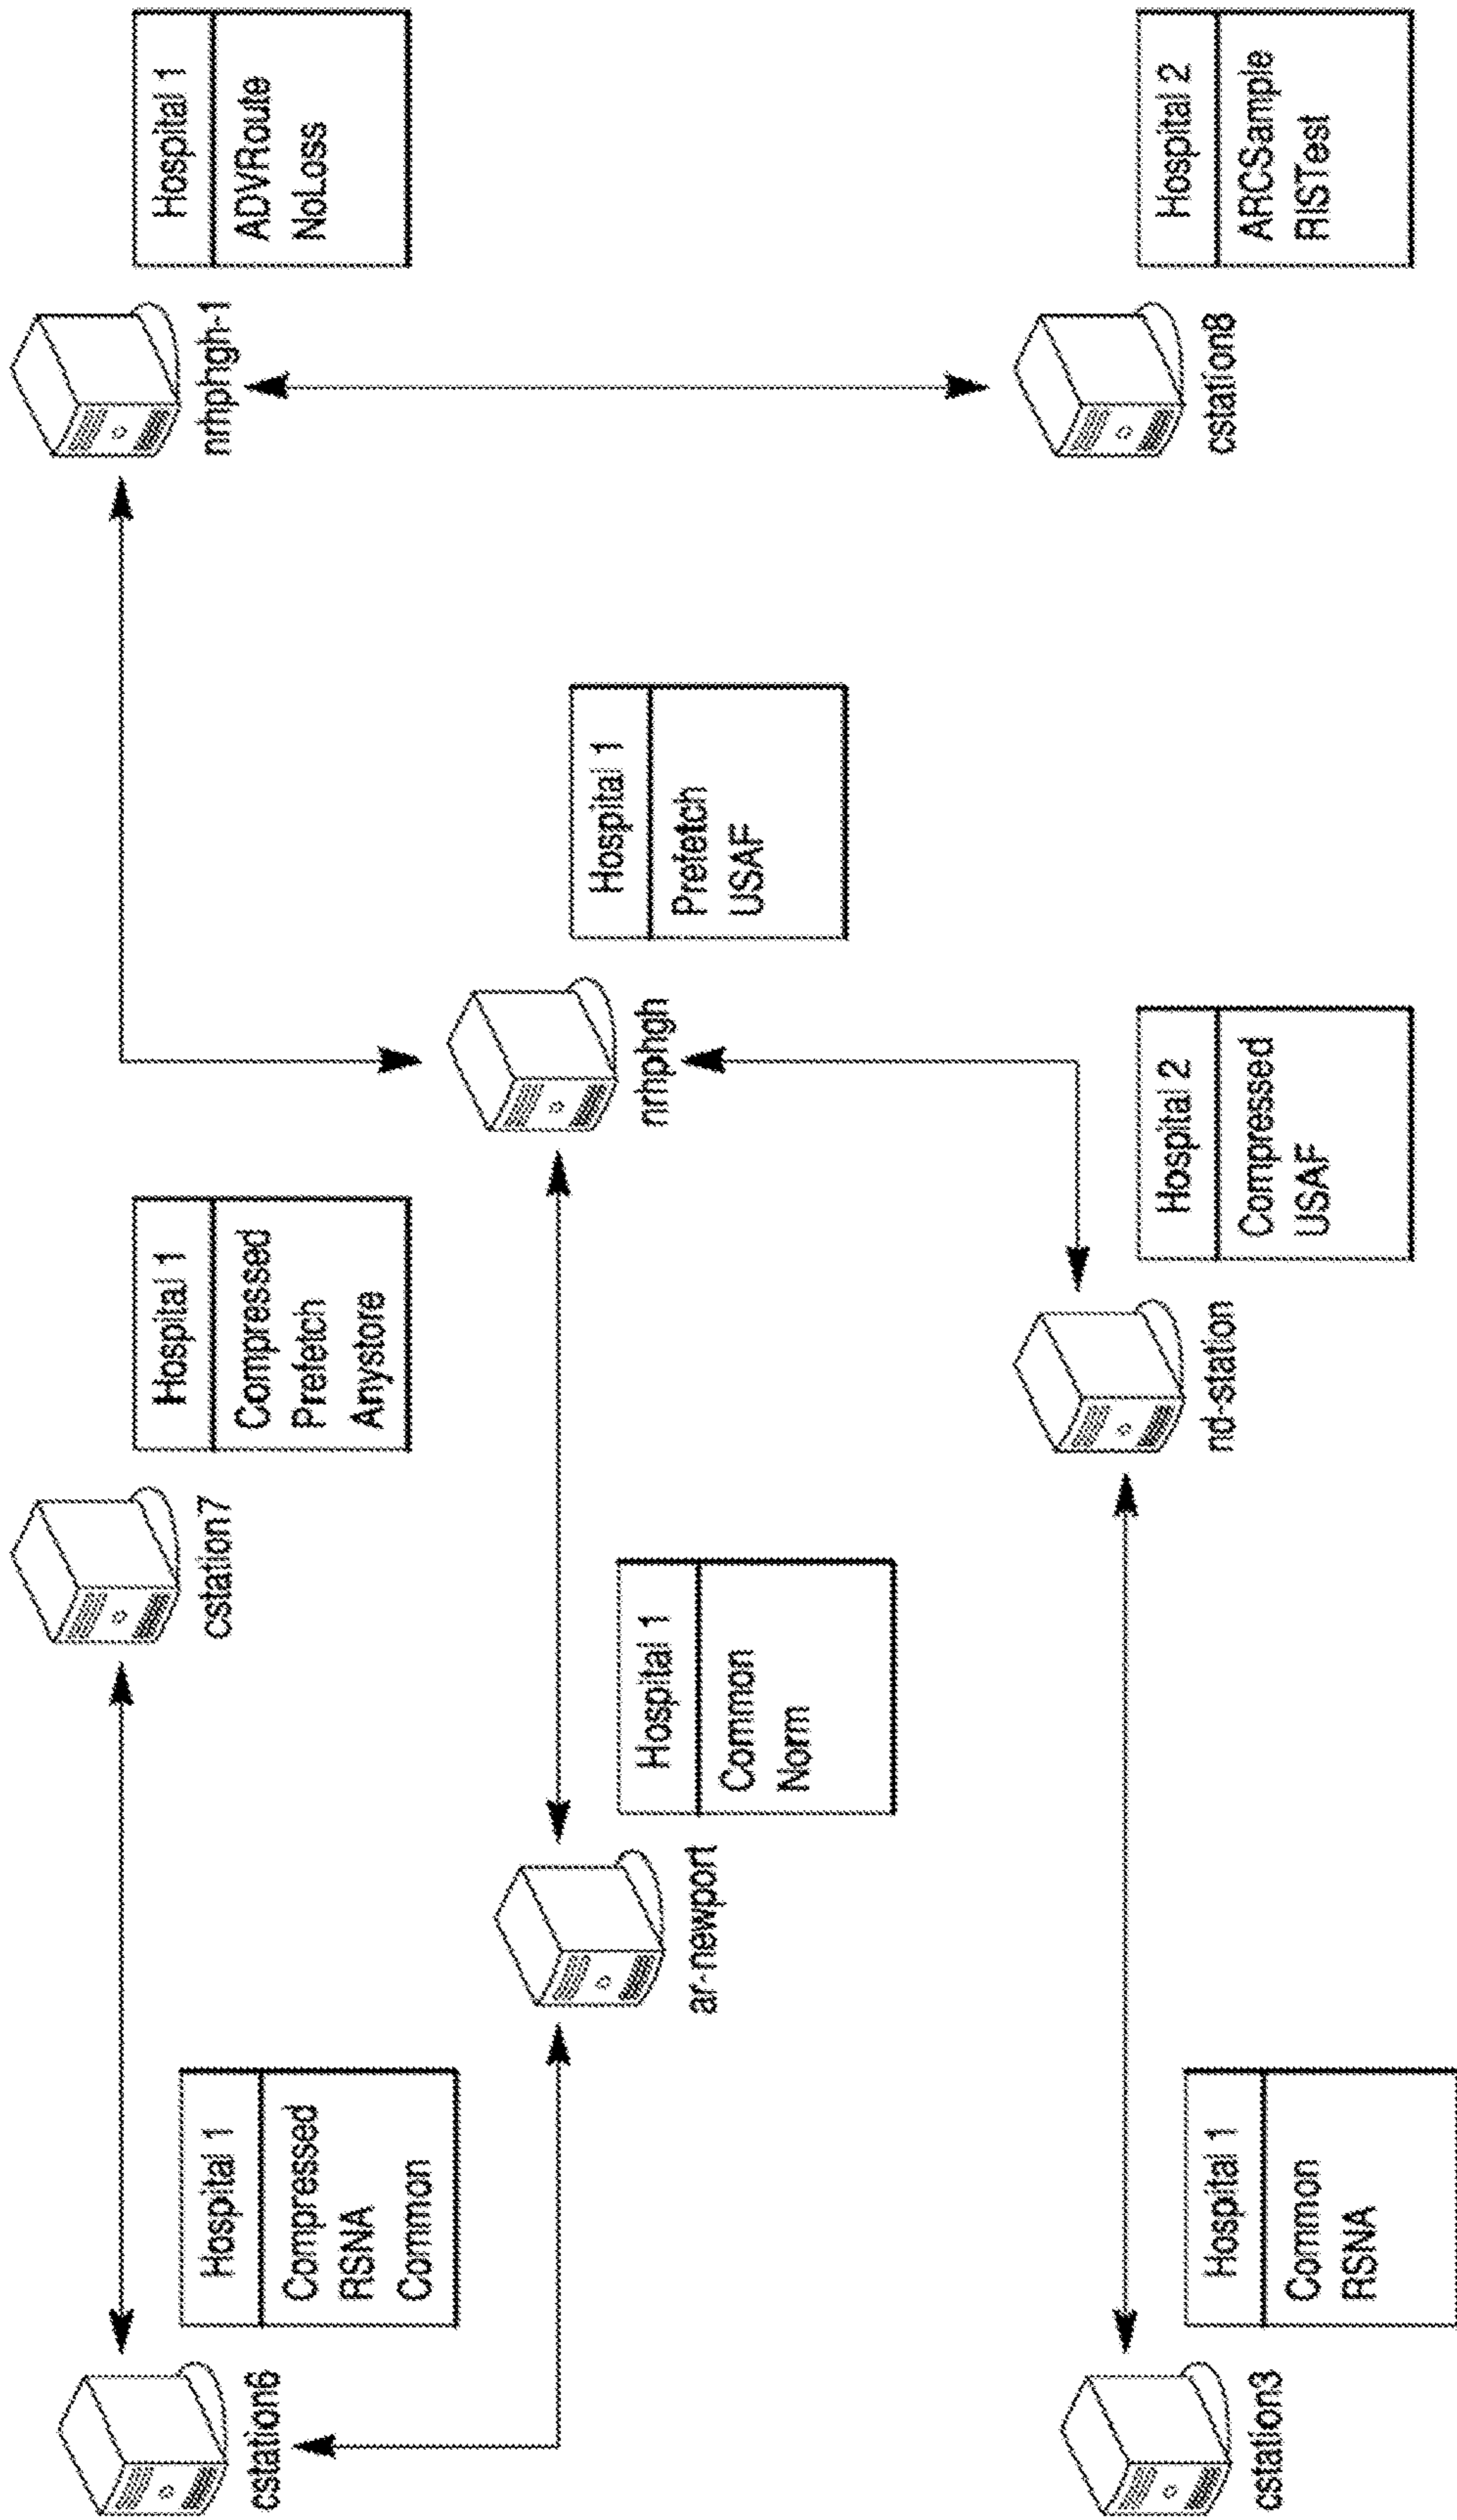 cstation6
Hospital 1
Compressed
RSNA
Common
cstation7
Hospital 1
Compressed
Prefetch
Anystore
nrhphgh-1
Hospital 1
ADVRoute
NoLoss
ar-newport
Hospital 1
Common
Norm
nrhphgh
Hospital 1
Prefetch
USAF
cstation3
Hospital 1
Common
RSNA
nd-station
Hospital 2
Compressed
USAF
cstation8
Hospital 2
ARCSample
RISTest